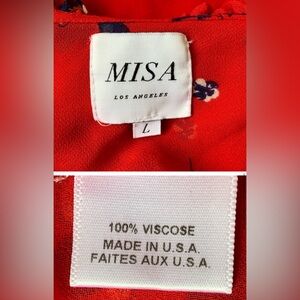 MISA
LOS ANGELES
L
100% VISCOSE
MADE IN U.S.A.
FAITES AUX U.S.A.